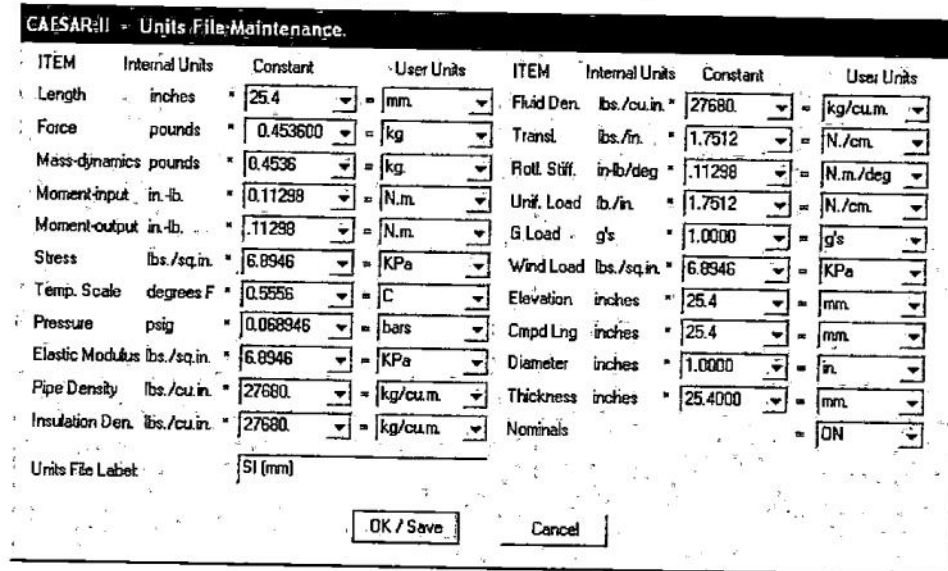 CAESAR-II - Units File Maintenance.
ITEM Internal Units Constant User Units ITEM Internal Units Constant User Units
Length inches * 25.4 = mm. Fluid Den. lbs./cu.in. * 27680. = kg/cu.m.
Force pounds * 0.453600 = kg Transl. lbs./in. * 1.7512 = N./cm.
Mass-dynamics pounds * 0.4536 = kg. Rotl. Stiff. in-lb/deg * .11298 = N.m./deg
Moment-input in.-lb. * 0.11298 = N.m. Unif. Load lb./in. * 1.7512 = N./cm.
Moment-output in.-lb. * .11298 = N.m. G Load g's * 1.0000 = g's
Stress lbs./sq.in. * 6.8946 = KPa Wind Load lbs./sq.in. * 6.8946 = KPa
Temp. Scale degrees F * 0.5556 = C Elevation inches * 25.4 = mm.
Pressure psig * 0.068946 = bars Cmpd Lng inches * 25.4 = mm.
Elastic Modulus lbs./sq.in. * 6.8946 = KPa Diameter inches * 1.0000 = in.
Pipe Density lbs./cu.in. * 27680. = kg/cu.m. Thickness inches * 25.4000 = mm.
Insulation Den. lbs./cu.in. * 27680. = kg/cu.m. Nominals = ON
Units File Label: SI (mm)
OK / Save Cancel